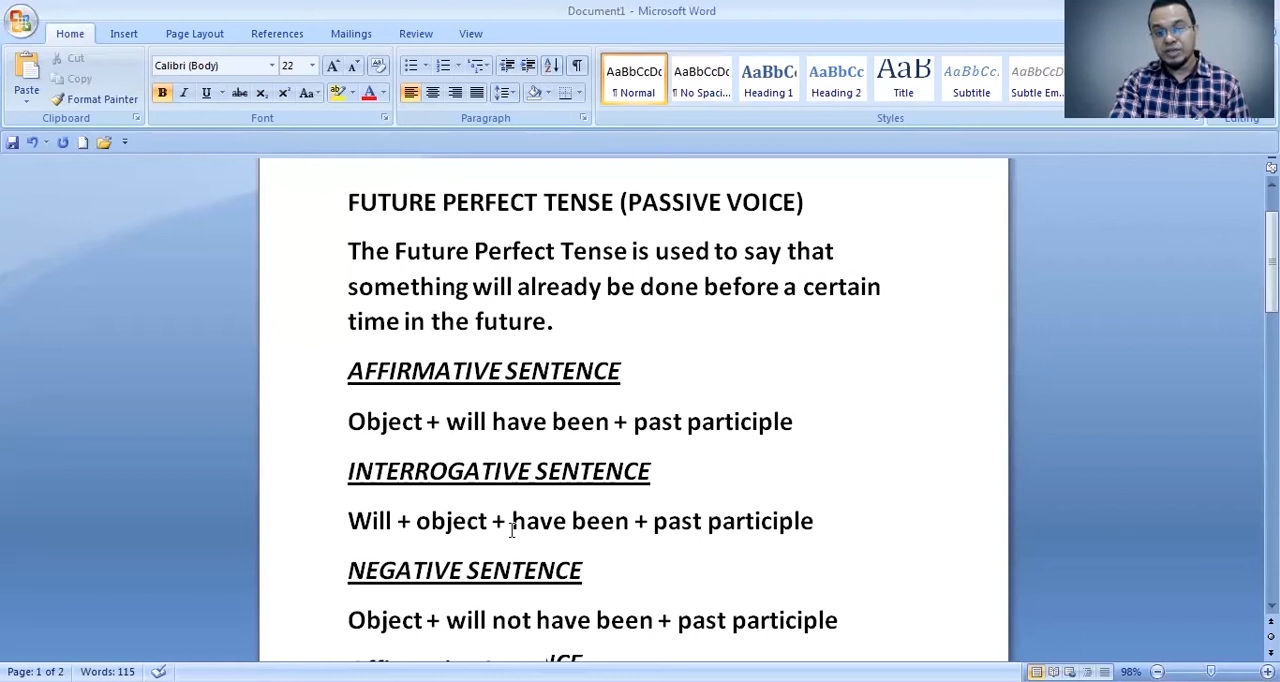 Document1 - Microsoft Word
Home Insert Page Layout References Mailings Review View
Cut
Copy
Paste
Format Painter
Calibri (Body) 22
Clipboard Font Paragraph Styles Editing
AaBbCcDc AaBbCcDc AaBbC AaBbCc AaB AaBbCc. AaBbCcDc
¶ Normal ¶ No Spaci... Heading 1 Heading 2 Title Subtitle Subtle Em...
FUTURE PERFECT TENSE (PASSIVE VOICE)
The Future Perfect Tense is used to say that
something will already be done before a certain
time in the future.
AFFIRMATIVE SENTENCE
Object + will have been + past participle
INTERROGATIVE SENTENCE
Will + object + have been + past participle
NEGATIVE SENTENCE
Object + will not have been + past participle
Page: 1 of 2 Words: 115 98%